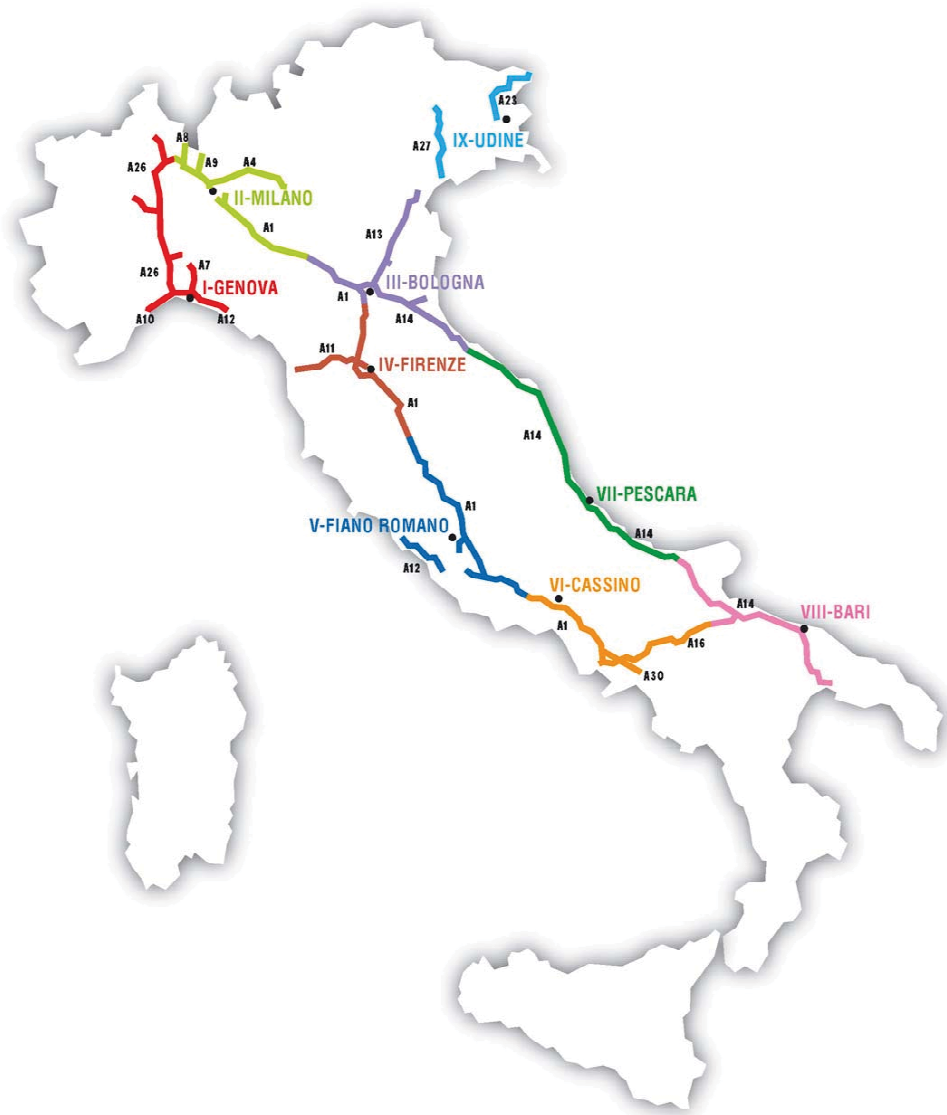 A23
A8
IX-UDINE
A27
A9
A4
A26
II-MILANO
A1
A13
A7
A26
I-GENOVA
III-BOLOGNA
A1
A14
A10
A12
A11
IV-FIRENZE
A1
A14
VII-PESCARA
A1
V-FIANO ROMANO
A14
A12
VI-CASSINO
A14
VIII-BARI
A1
A16
A30